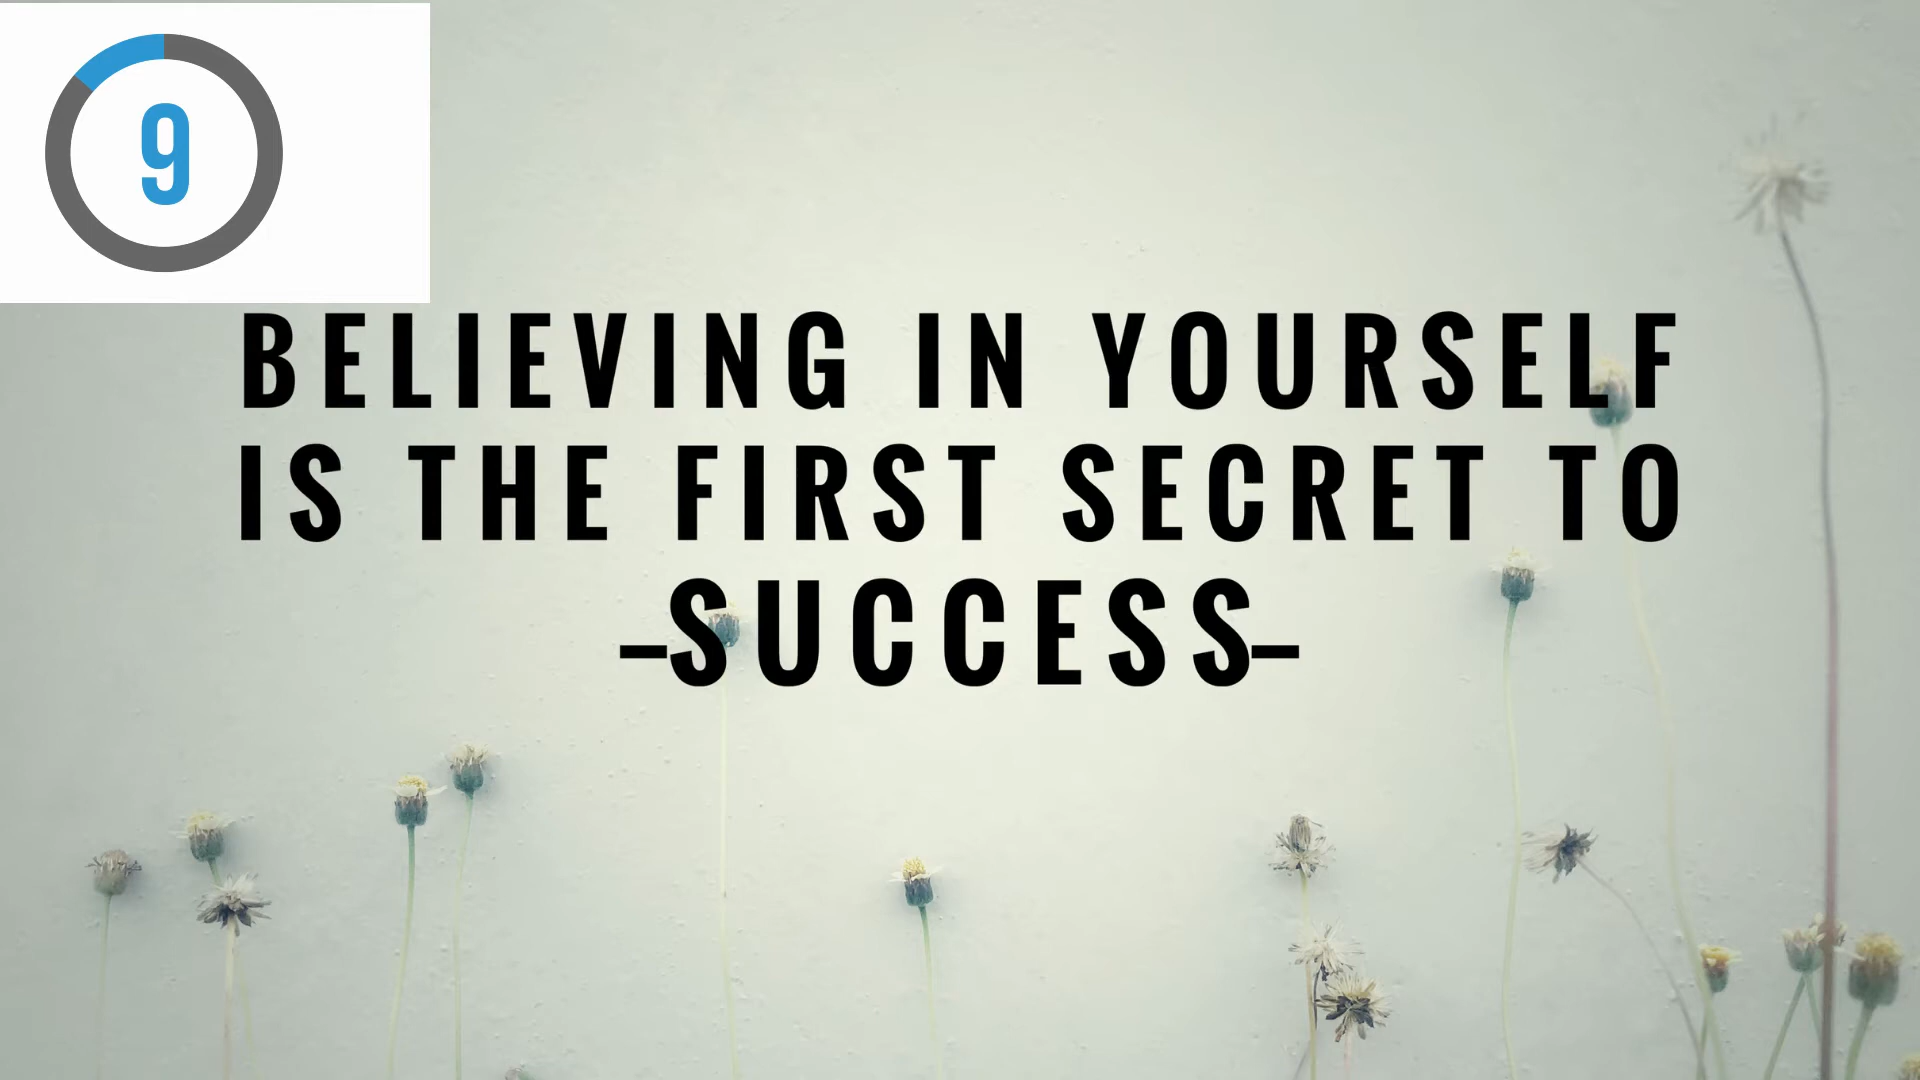 9
BELIEVING IN YOURSELF
IS THE FIRST SECRET TO
–SUCCESS–